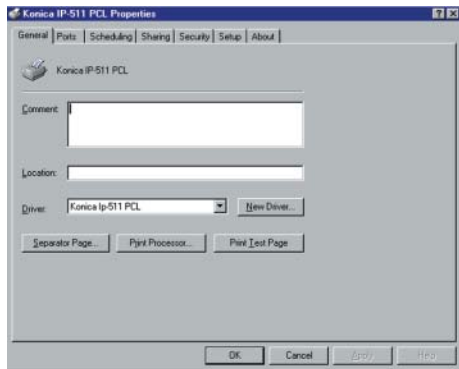 Konica IP-511 PCL Properties
General Ports Scheduling Sharing Security Setup About
Konica IP-511 PCL
Comment:
Location:
Driver: Konica Ip-511 PCL New Driver...
Separator Page... Print Processor... Print Test Page
OK Cancel Apply Help